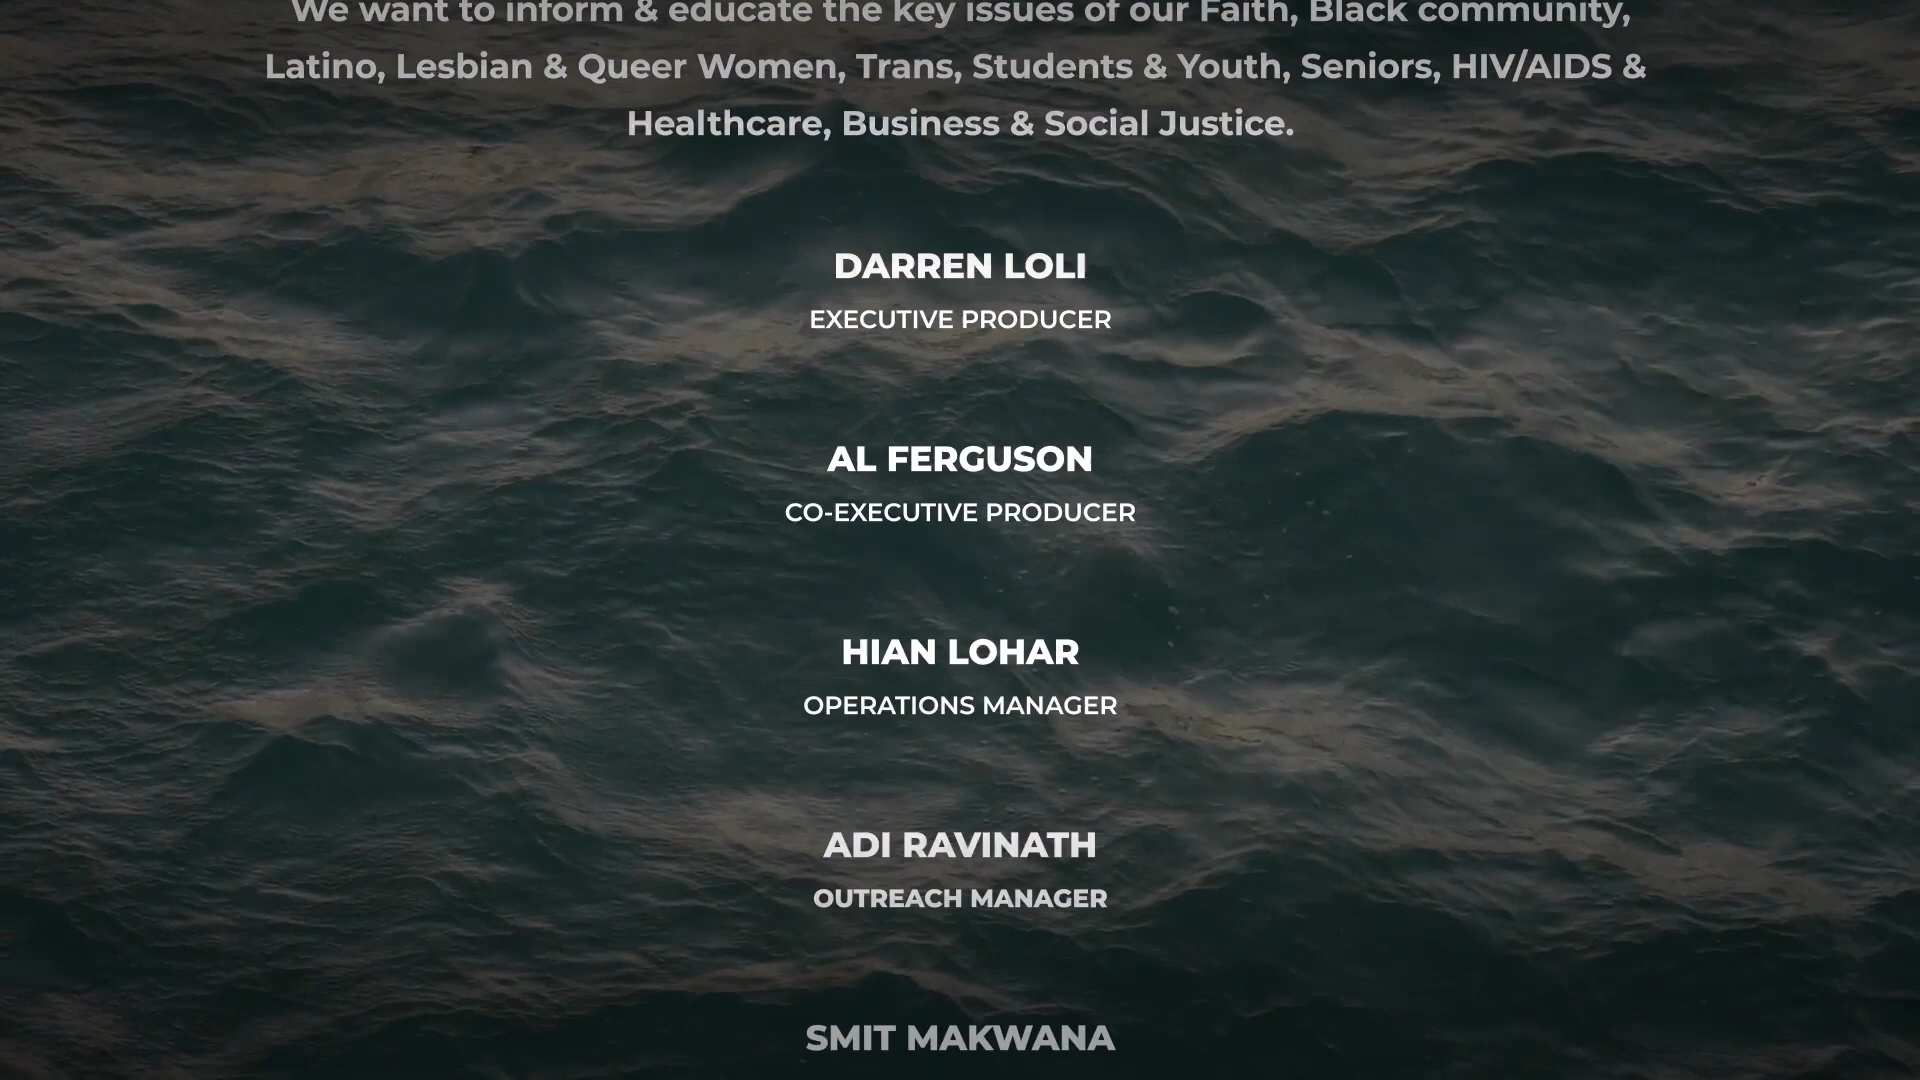 We want to inform & educate the key issues of our Faith, Black community,
Latino, Lesbian & Queer Women, Trans, Students & Youth, Seniors, HIV/AIDS &
Healthcare, Business & Social Justice.
DARREN LOLI
EXECUTIVE PRODUCER
AL FERGUSON
CO-EXECUTIVE PRODUCER
HIAN LOHAR
OPERATIONS MANAGER
ADI RAVINATH
OUTREACH MANAGER
SMIT MAKWANA